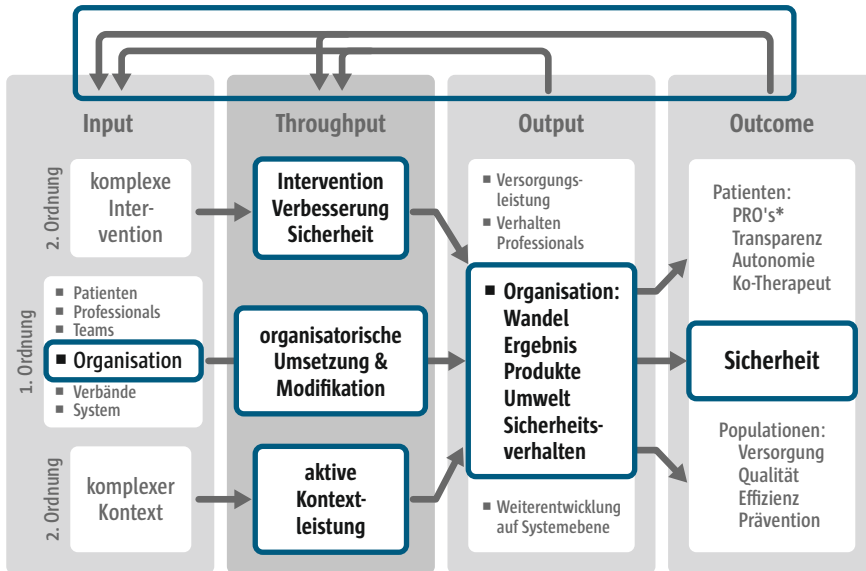 Input
Throughput
Output
Outcome
2. Ordnung
komplexe
Inter-
vention
Intervention
Verbesserung
Sicherheit
■ Versorgungs-
leistung
■ Verhalten
Professionals
Patienten:
PRO's*
Transparenz
Autonomie
Ko-Therapeut
1. Ordnung
■ Patienten
■ Professionals
■ Teams
■ Organisation
■ Verbände
■ System
organisatorische
Umsetzung &
Modifikation
■ Organisation:
Wandel
Ergebnis
Produkte
Umwelt
Sicherheits-
verhalten
Sicherheit
2. Ordnung
komplexer
Kontext
aktive
Kontext-
leistung
■ Weiterentwicklung
auf Systemebene
Populationen:
Versorgung
Qualität
Effizienz
Prävention